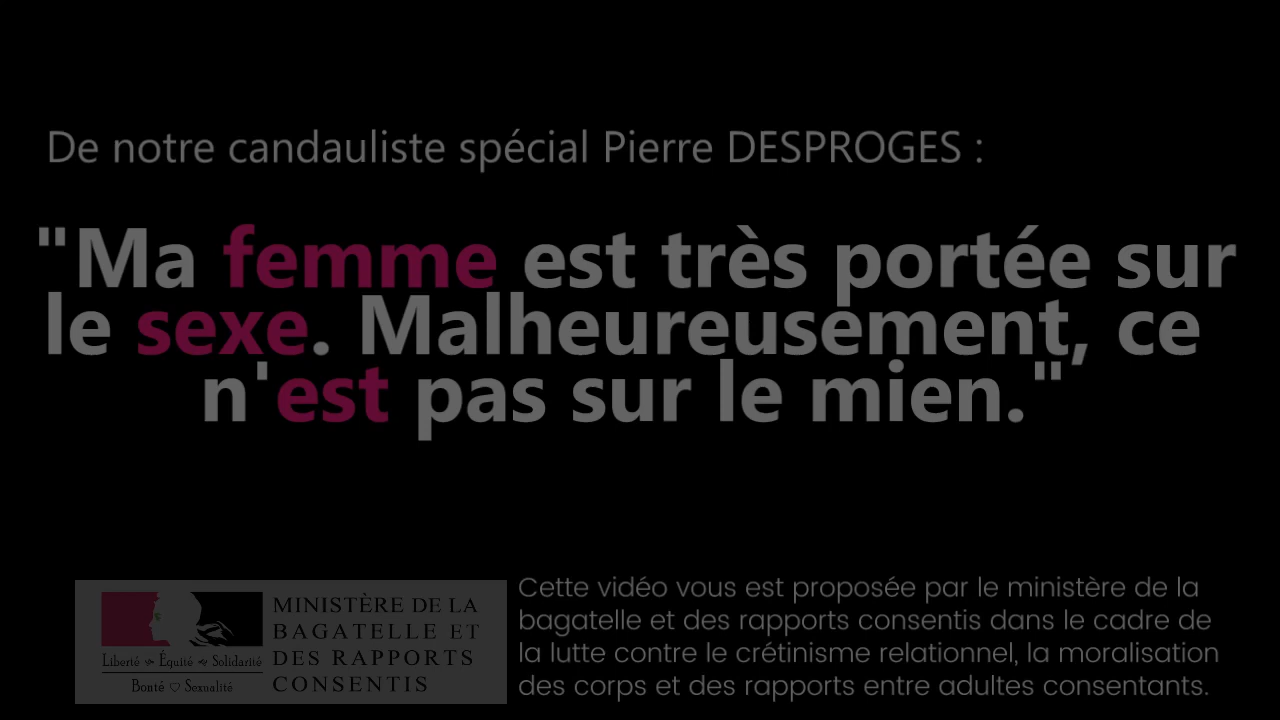 De notre candauliste spécial Pierre DESPROGES :
"Ma femme est très portée sur
le sexe. Malheureusement, ce
n'est pas sur le mien."
MINISTÈRE DE LA
BAGATELLE ET
DES RAPPORTS
CONSENTIS
Liberté Équité Solidarité
Bonté ♡ Sexualité
Cette vidéo vous est proposée par le ministère de la
bagatelle et des rapports consentis dans le cadre de
la lutte contre le crétinisme relationnel, la moralisation
des corps et des rapports entre adultes consentants.